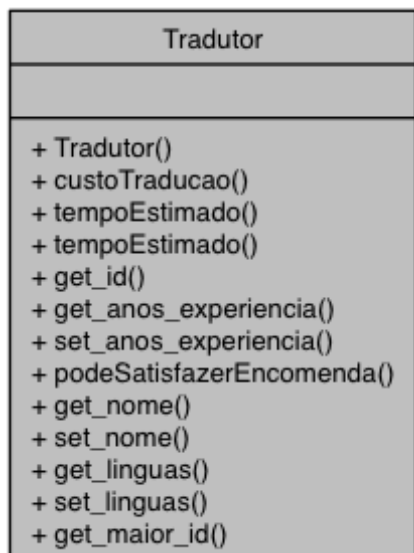 Tradutor
+ Tradutor()
+ custoTraducao()
+ tempoEstimado()
+ tempoEstimado()
+ get_id()
+ get_anos_experiencia()
+ set_anos_experiencia()
+ podeSatisfazerEncomenda()
+ get_nome()
+ set_nome()
+ get_linguas()
+ set_linguas()
+ get_maior_id()